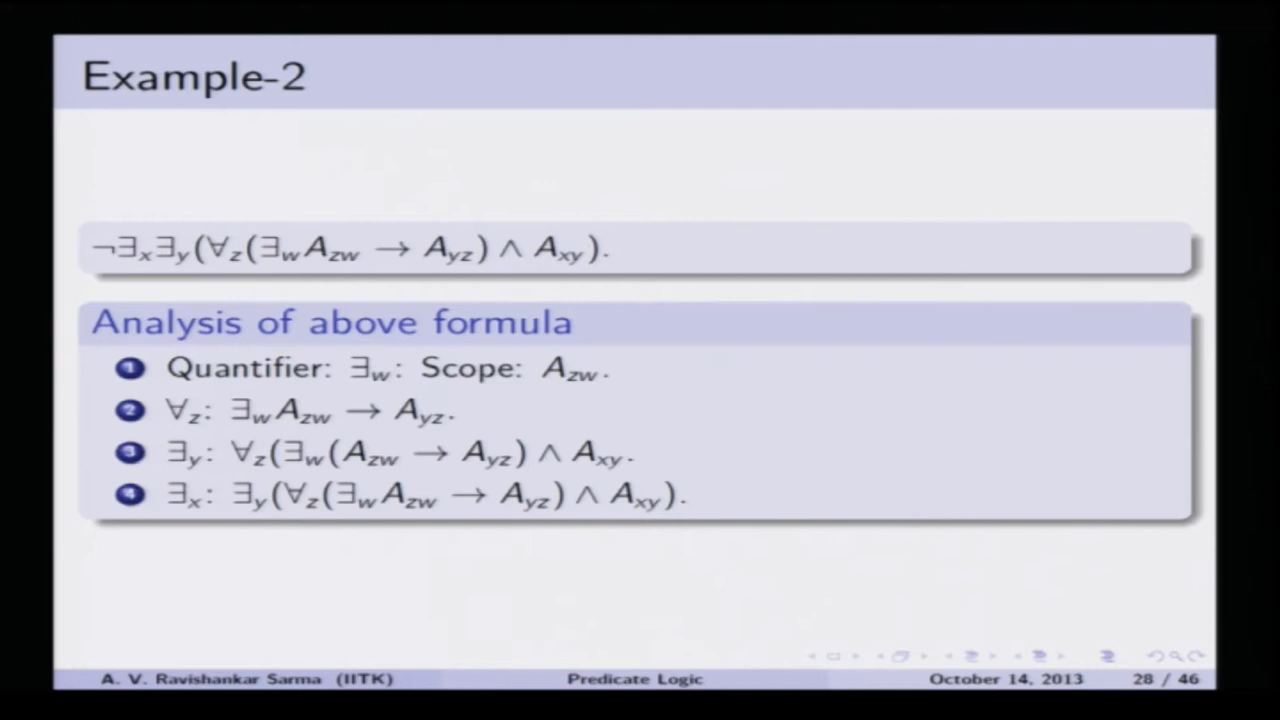 Example-2
¬∃ₓ∃y(∀z(∃wAzw → Ayz) ∧ Axy).
Analysis of above formula
1 Quantifier: ∃w: Scope: Azw.
2 ∀z: ∃wAzw → Ayz.
3 ∃y: ∀z(∃w(Azw → Ayz) ∧ Axy.
4 ∃x: ∃y(∀z(∃wAzw → Ayz) ∧ Axy).
A. V. Ravishankar Sarma (IITK) Predicate Logic October 14, 2013 28 / 46